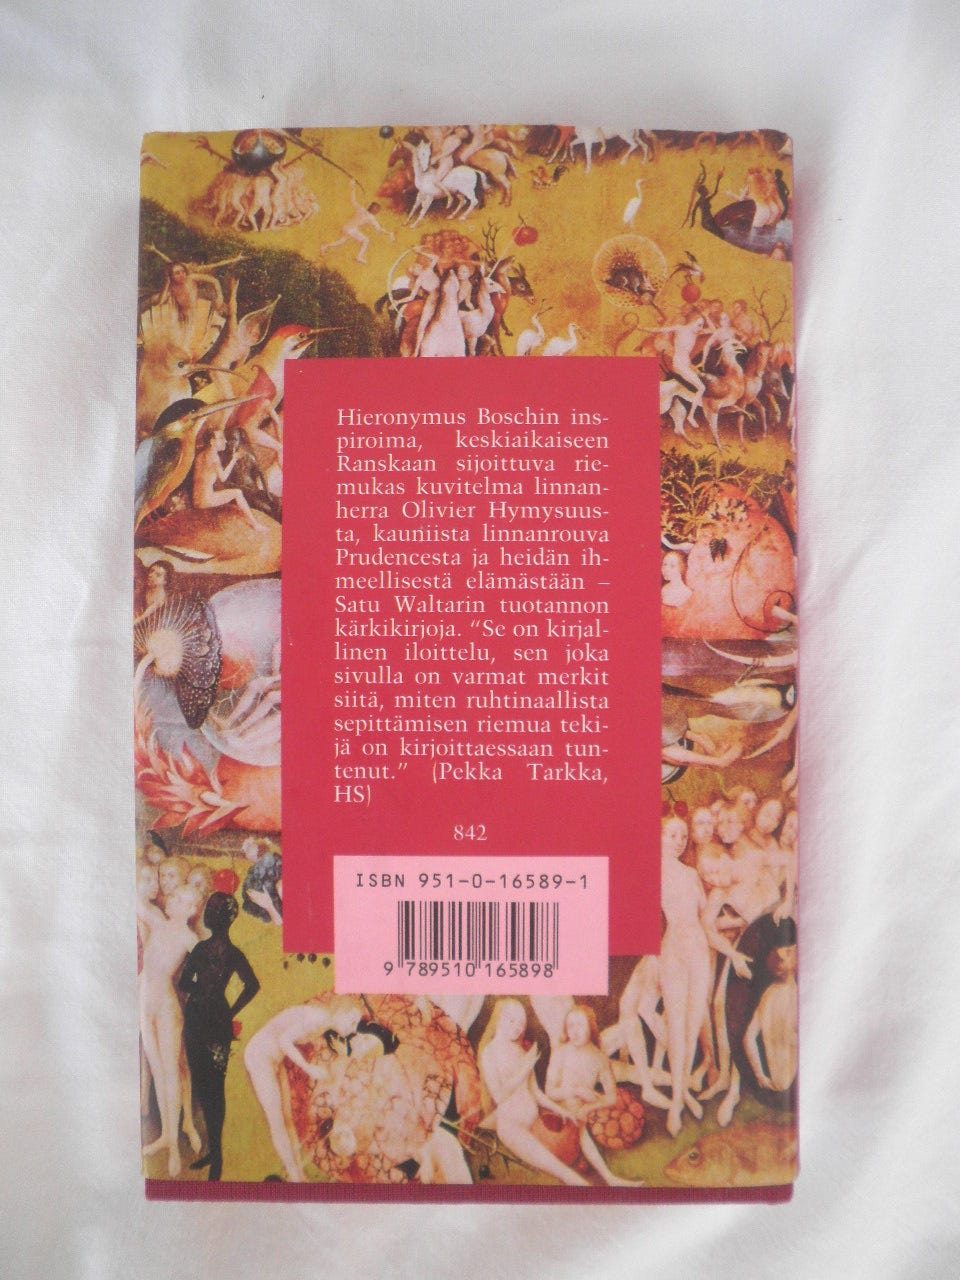 Hieronymus Boschin ins-
piroima, keskiaikaiseen
Ranskaan sijoittuva rie-
mukas kuvitelma linnan-
herra Olivier Hymysuus-
ta, kauniista linnanrouva
Prudencesta ja heidän ih-
meellisestä elämästään –
Satu Waltarin tuotannon
kärkikirjoja. “Se on kirjal-
linen iloittelu, sen joka
sivulla on varmat merkit
siitä, miten ruhtinaallista
sepittämisen riemua teki-
jä on kirjoittaessaan tun-
tenut.” (Pekka Tarkka,
HS)
842
ISBN 951-0-16589-1
9 789510 165898